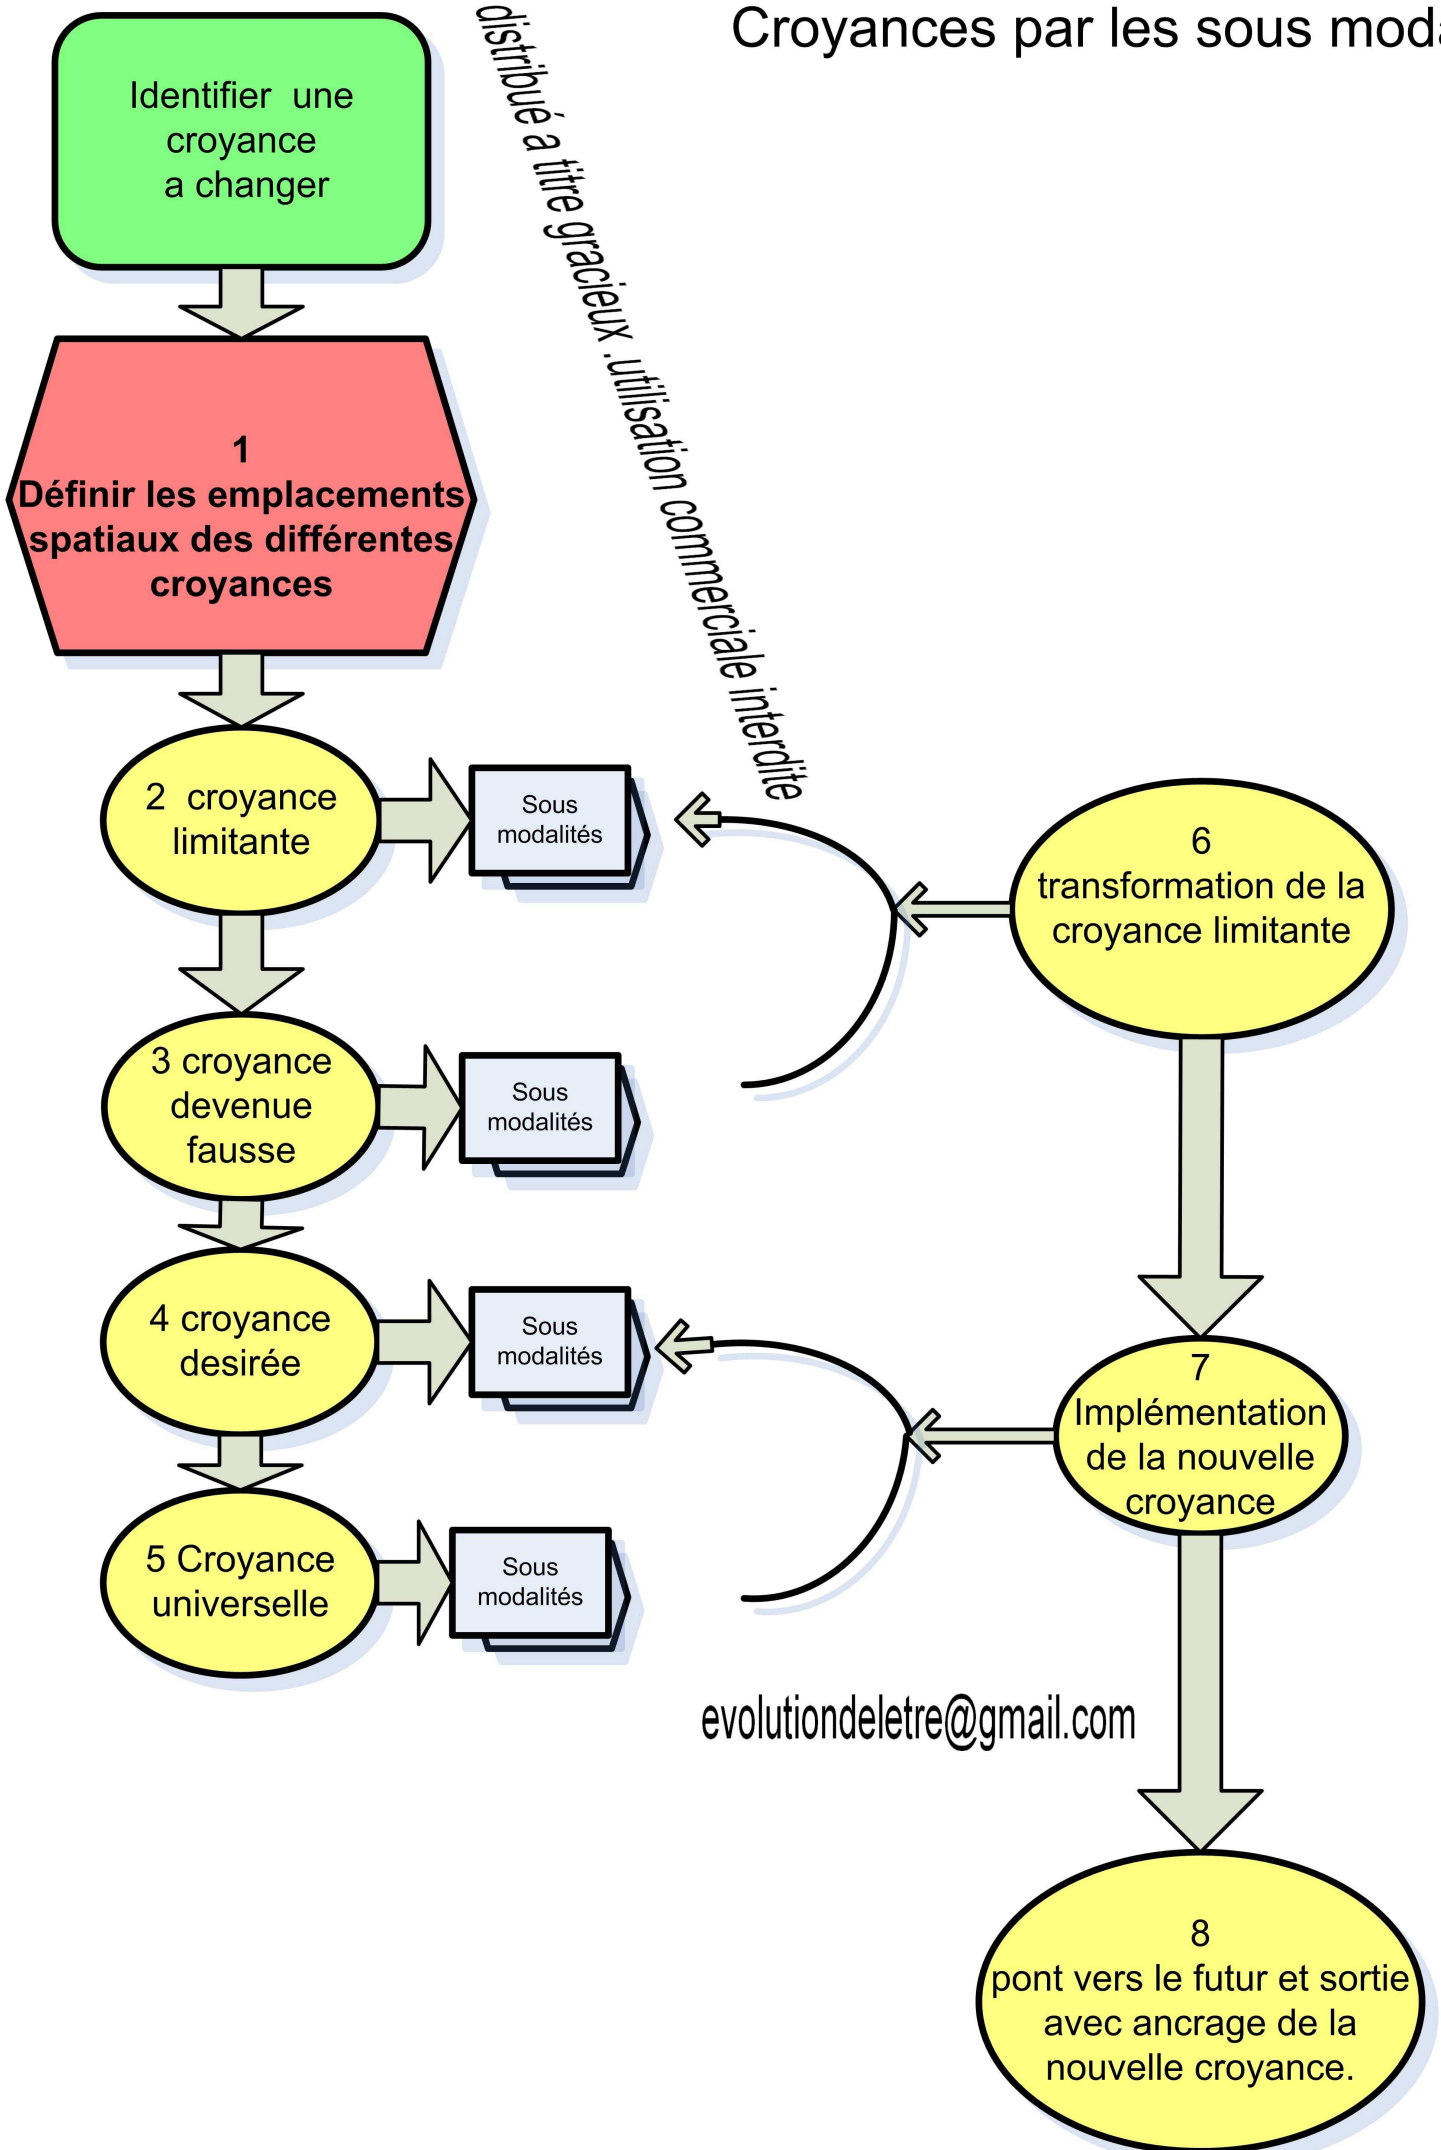 Croyances par les sous
distribué a titre gracieux .utilisation commerciale interdite
Identifier une
croyance
a changer
1
Définir les emplacements
spatiaux des différentes
croyances
2 croyance
limitante
Sous
modalités
3 croyance
devenue
fausse
Sous
modalités
4 croyance
desirée
Sous
modalités
5 Croyance
universelle
Sous
modalités
6
transformation de la
croyance limitante
7
Implémentation
de la nouvelle
croyance
evolutiondeletre@gmail.com
8
pont vers le futur et sortie
avec ancrage de la
nouvelle croyance.